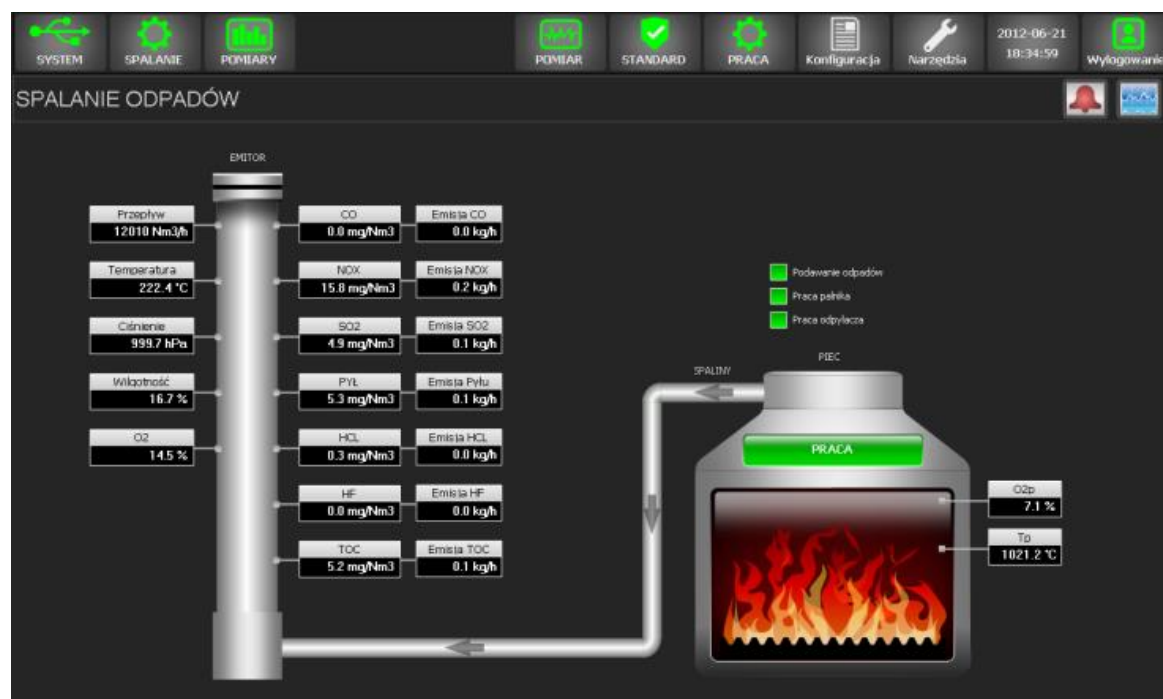 SYSTEM
SPALANIE
POMIARY
POMIAR
STANDARD
PRACA
Konfiguracja
Narzędzia
2012-06-21
18:34:59
Wylogowanie
SPALANIE ODPADÓW
EMITOR
Przepływ
12010 Nm3/h
CO
0.0 mg/Nm3
Emisja CO
0.0 kg/h
Temperatura
222.4 °C
NOX
15.8 mg/Nm3
Emisja NOX
0.2 kg/h
Ciśnienie
999.7 hPa
SO2
4.9 mg/Nm3
Emisja SO2
0.1 kg/h
Wilgotność
16.7 %
PYŁ
5.3 mg/Nm3
Emisja Pyłu
0.1 kg/h
O2
14.5 %
HCL
0.3 mg/Nm3
Emisja HCL
0.0 kg/h
HF
0.0 mg/Nm3
Emisja HF
0.0 kg/h
TOC
5.2 mg/Nm3
Emisja TOC
0.1 kg/h
Podawanie odpadów
Praca palnika
Praca odpylacza
SPALINY
PIEC
PRACA
O2p
7.1 %
Tp
1021.2 °C